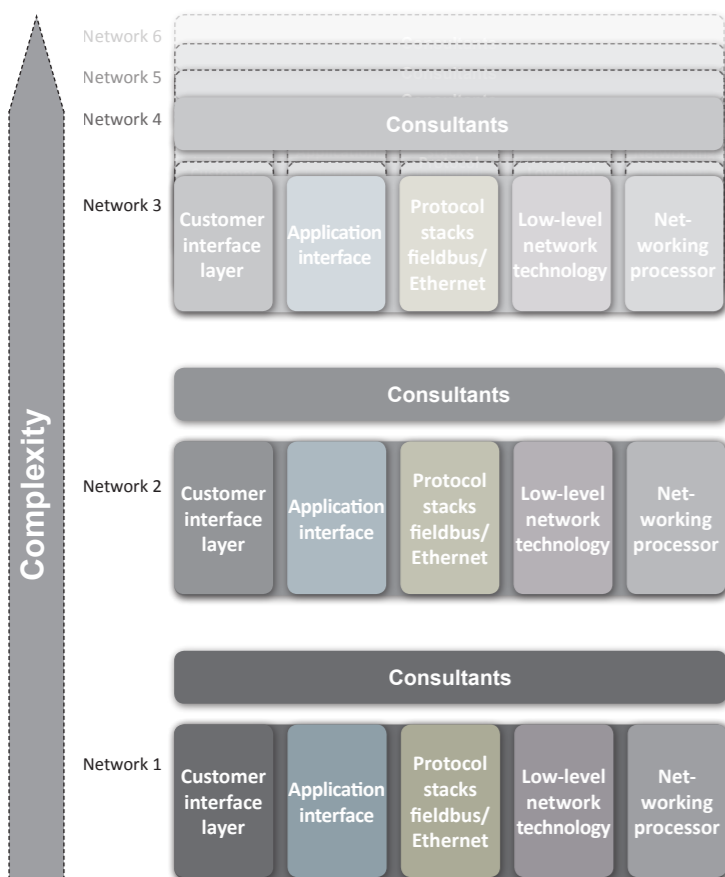 Network 6
Network 5
Network 4
Consultants
Network 3
Customer
interface
layer
Application
interface
Protocol
stacks
fieldbus/
Ethernet
Low-level
network
technology
Net-
working
processor
Consultants
Network 2
Customer
interface
layer
Application
interface
Protocol
stacks
fieldbus/
Ethernet
Low-level
network
technology
Net-
working
processor
Consultants
Network 1
Customer
interface
layer
Application
interface
Protocol
stacks
fieldbus/
Ethernet
Low-level
network
technology
Net-
working
processor
Complexity